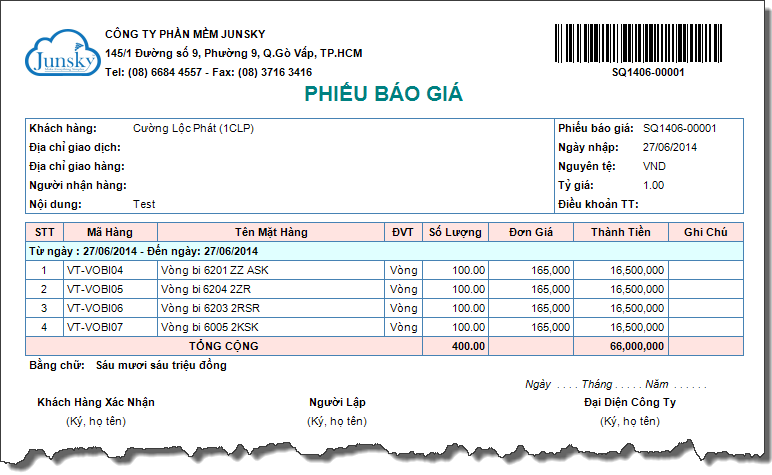 Junsky
CÔNG TY PHẦN MỀM JUNSKY
145/1 Đường số 9, Phường 9, Q.Gò Vấp, TP.HCM
Tel: (08) 6684 4557 - Fax: (08) 3716 3416
SQ1406-00001
PHIẾU BÁO GIÁ
Khách hàng: Cường Lộc Phát (1CLP) Phiếu báo giá: SQ1406-00001
Địa chỉ giao dịch: Ngày nhập: 27/06/2014
Địa chỉ giao hàng: Nguyên tệ: VND
Người nhận hàng: Tỷ giá: 1.00
Nội dung: Test Điều khoản TT:
STT Mã Hàng Tên Mặt Hàng ĐVT Số Lượng Đơn Giá Thành Tiền Ghi Chú
Từ ngày : 27/06/2014 - Đến ngày: 27/06/2014
1 VT-VOBI04 Vòng bi 6201 ZZ ASK Vòng 100.00 165,000 16,500,000
2 VT-VOBI05 Vòng bi 6204 2ZR Vòng 100.00 165,000 16,500,000
3 VT-VOBI06 Vòng bi 6203 2RSR Vòng 100.00 165,000 16,500,000
4 VT-VOBI07 Vòng bi 6005 2KSK Vòng 100.00 165,000 16,500,000
TỔNG CỘNG 400.00 66,000,000
Bằng chữ: Sáu mươi sáu triệu đồng
Ngày . . . . Tháng . . . . . Năm . . . . . .
Khách Hàng Xác Nhận Người Lập Đại Diện Công Ty
(Ký, họ tên) (Ký, họ tên) (Ký, họ tên)